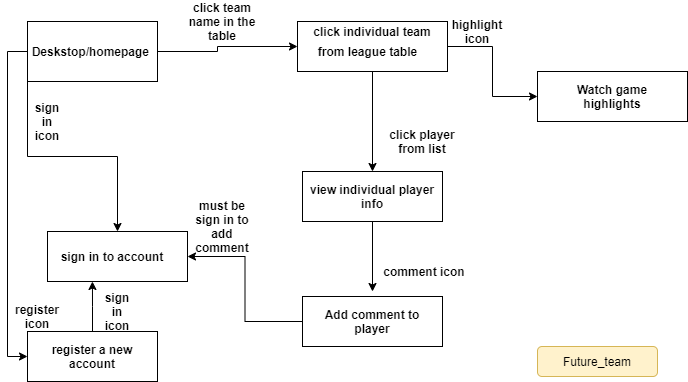 click team
name in the
table
Deskstop/homepage
click individual team
from league table
highlight
icon
Watch game
highlights
sign
in
icon
click player
from list
view individual player
info
must be
sign in to
add
comment
sign in to account
comment icon
register
icon
sign
in
icon
Add comment to
player
register a new
account
Future_team